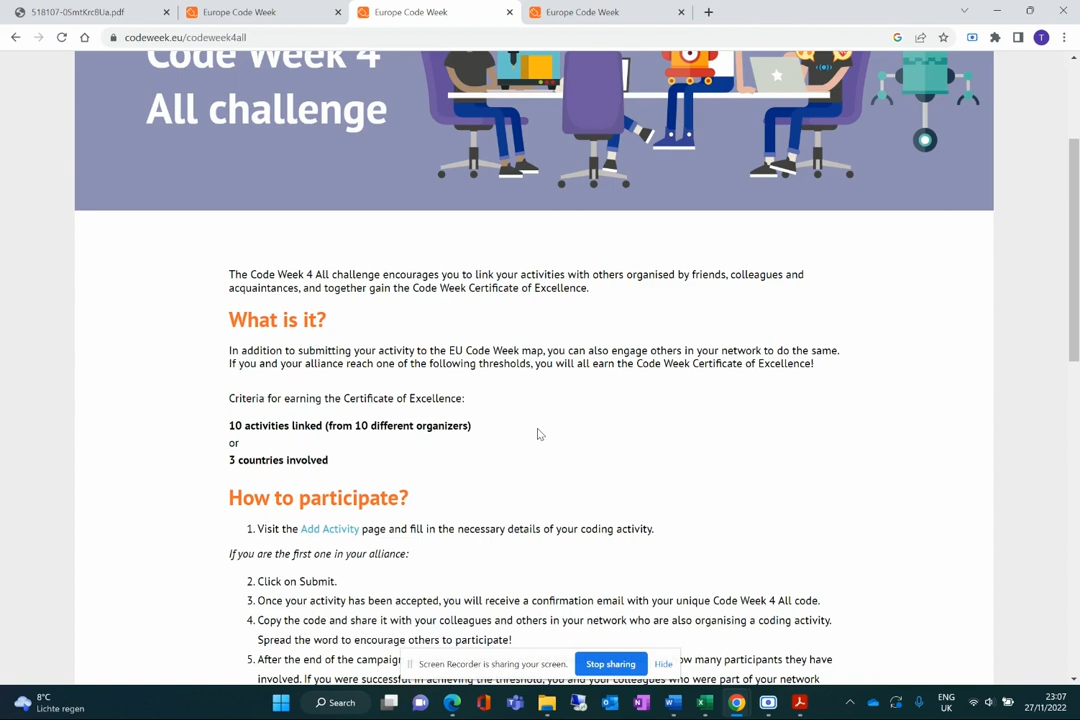 518107-05mtKrc8Ua.pdf
Europe Code Week
Europe Code Week
Europe Code Week
codeweek.eu/codeweek4all
Code Week 4
All challenge
The Code Week 4 All challenge encourages you to link your activities with others organised by friends, colleagues and
acquaintances, and together gain the Code Week Certificate of Excellence.
What is it?
In addition to submitting your activity to the EU Code Week map, you can also engage others in your network to do the same.
If you and your alliance reach one of the following thresholds, you will all earn the Code Week Certificate of Excellence!
Criteria for earning the Certificate of Excellence:
10 activities linked (from 10 different organizers)
or
3 countries involved
How to participate?
1. Visit the Add Activity page and fill in the necessary details of your coding activity.
If you are the first one in your alliance:
2. Click on Submit.
3. Once your activity has been accepted, you will receive a confirmation email with your unique Code Week 4 All code.
4. Copy the code and share it with your colleagues and others in your network who are also organising a coding activity.
Spread the word to encourage others to participate!
5. After the end of the campaig how many participants they have
involved. If you were successful in achieving the threshold, you and your colleagues who were part of your network
Screen Recorder is sharing your screen. Stop sharing Hide
8°C
Lichte regen
Search
ENG
UK
23:07
27/11/2022